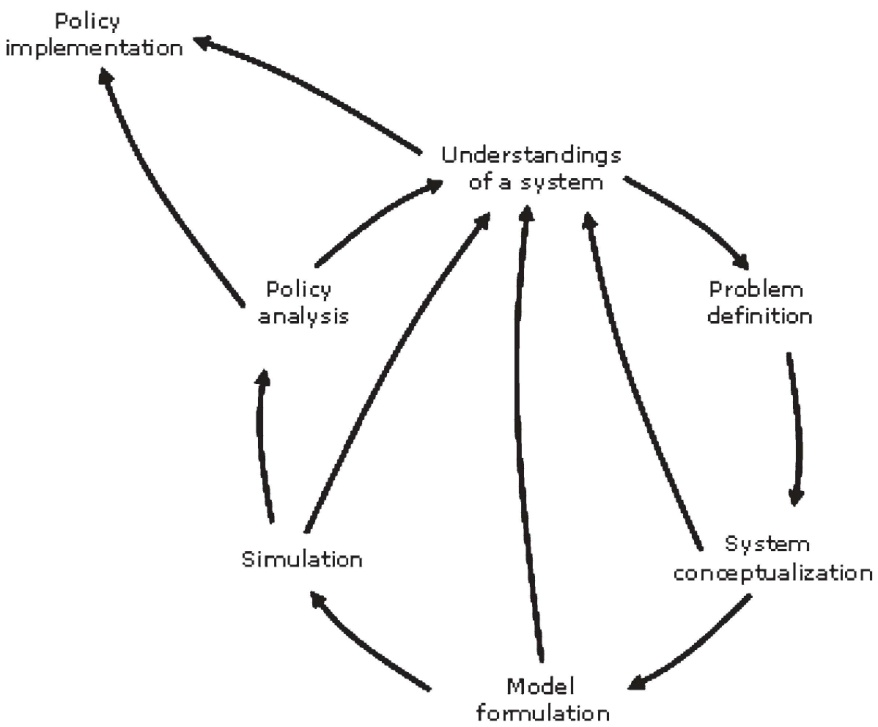 Policy
implementation
Understandings
of a system
Policy
analysis
Problem
definition
Simulation
System
conceptualization
Model
formulation